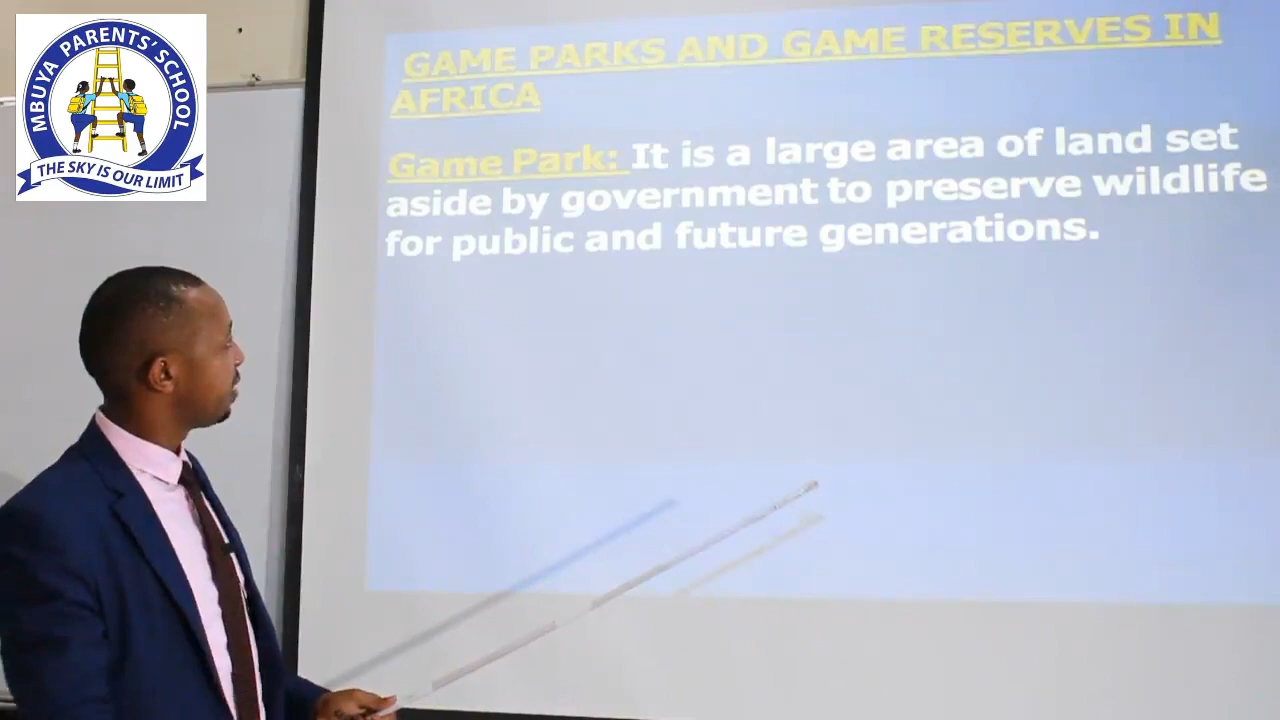 MBUYA PARENTS' SCHOOL
THE SKY IS OUR LIMIT
GAME PARKS AND GAME RESERVES IN
AFRICA
Game Park: It is a large area of land set
aside by government to preserve wildlife
for public and future generations.